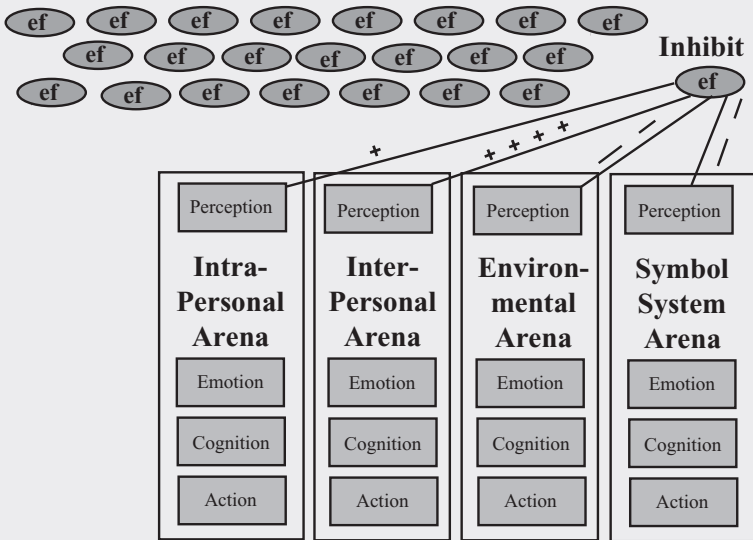 ef ef ef ef ef ef ef ef
ef ef ef ef ef ef ef
ef ef ef ef ef ef ef
Inhibit
ef
+
+ + + +
– –
– –
Perception
Intra-
Personal
Arena
Emotion
Cognition
Action
Perception
Inter-
Personal
Arena
Emotion
Cognition
Action
Perception
Environ-
mental
Arena
Emotion
Cognition
Action
Perception
Symbol
System
Arena
Emotion
Cognition
Action